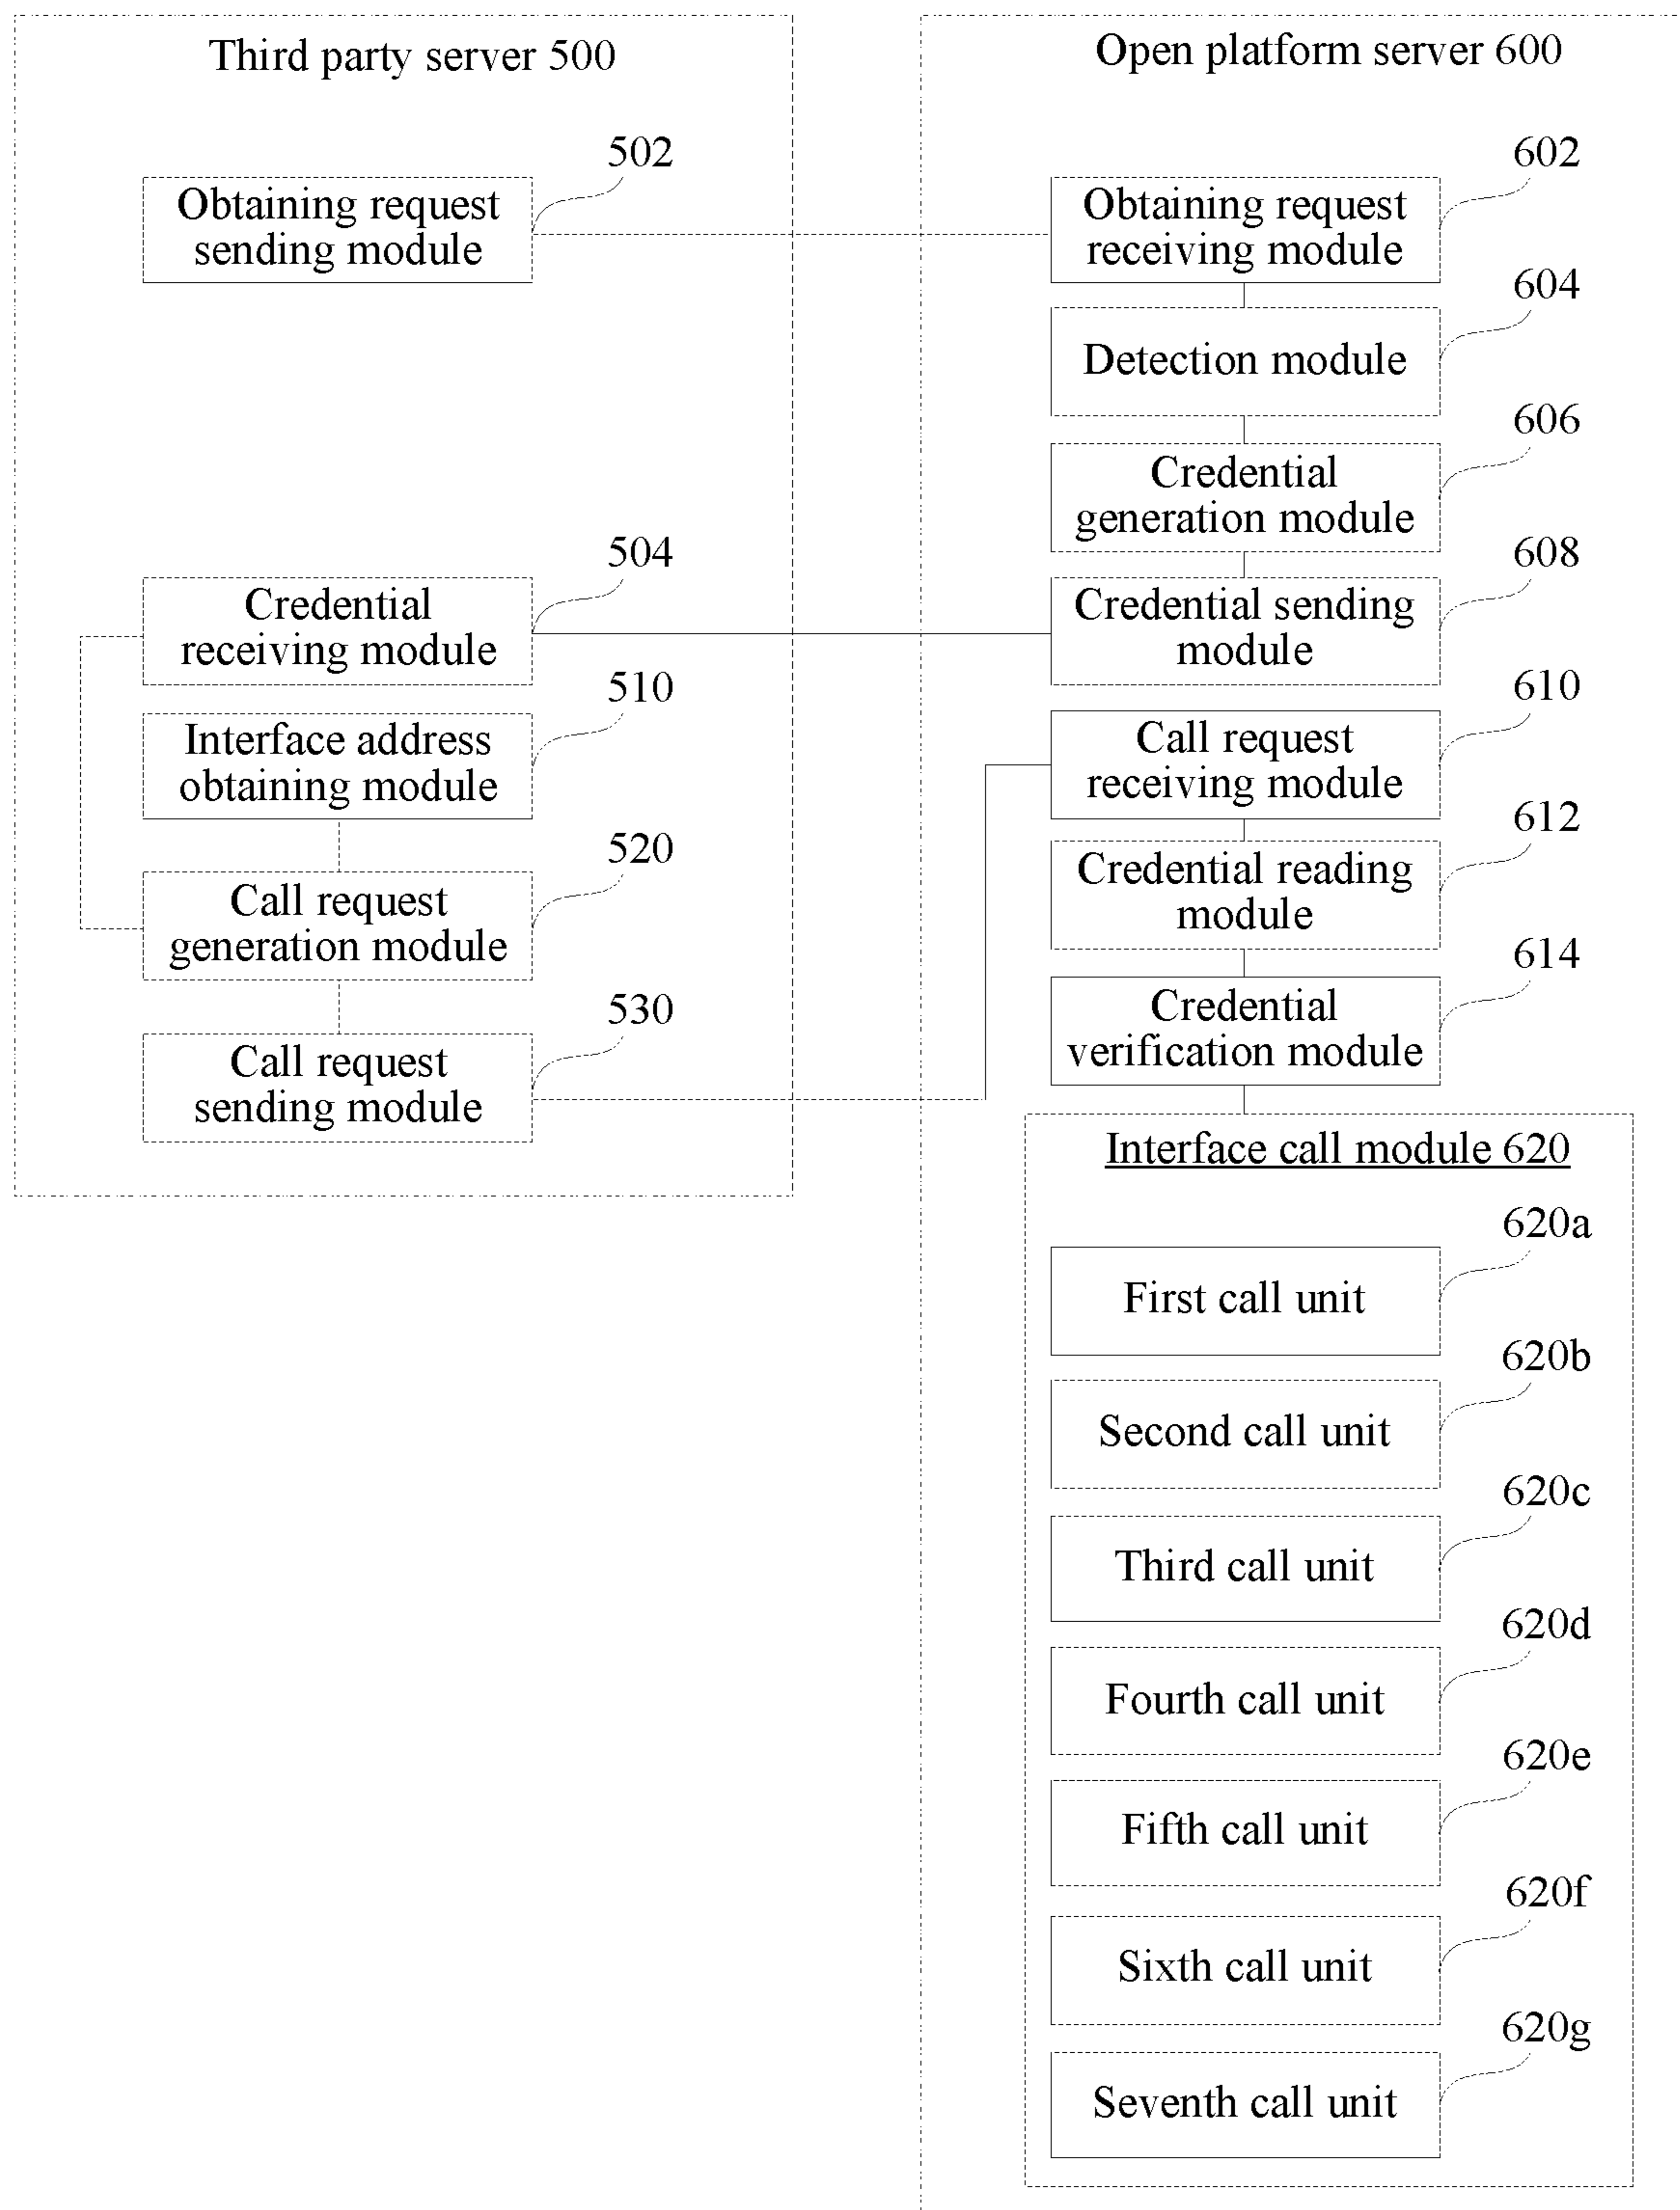 Third party server 500
502
Obtaining request
sending module
504
Credential
receiving module
510
Interface address
obtaining module
520
Call request
generation module
530
Call request
sending module
Open platform server 600
602
Obtaining request
receiving module
604
Detection module
606
Credential
generation module
608
Credential sending
module
610
Call request
receiving module
612
Credential reading
module
614
Credential
verification module
Interface call module 620
620a
First call unit
620b
Second call unit
620c
Third call unit
620d
Fourth call unit
620e
Fifth call unit
620f
Sixth call unit
620g
Seventh call unit